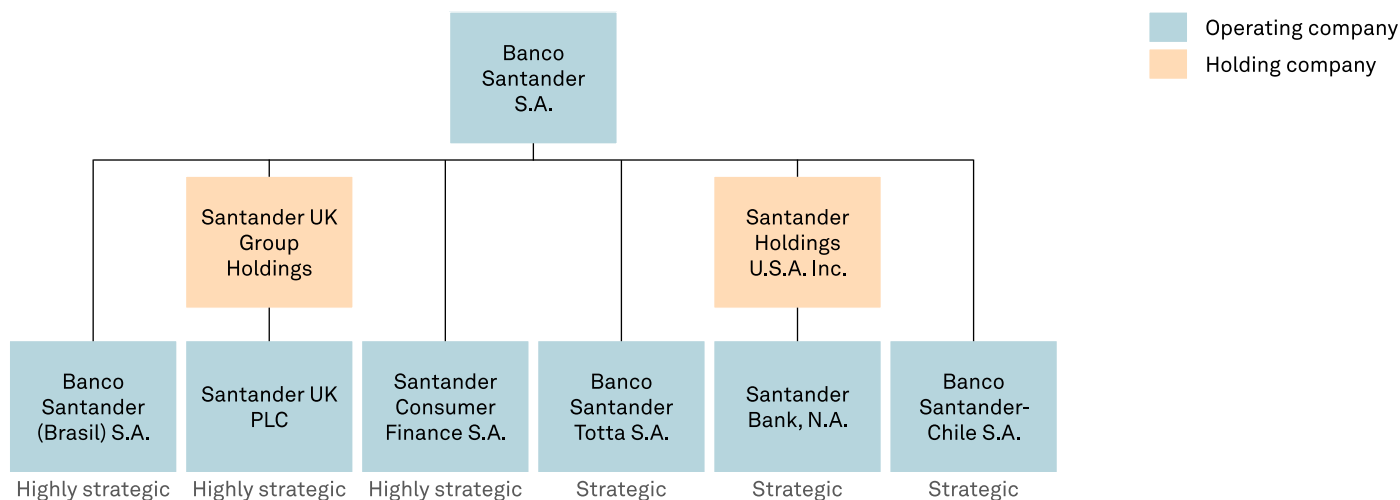 Banco
Santander
S.A.
Operating company
Holding company
Santander UK
Group
Holdings
Santander
Holdings
U.S.A. Inc.
Banco
Santander
(Brasil) S.A.
Santander UK
PLC
Santander
Consumer
Finance S.A.
Banco
Santander
Totta S.A.
Santander
Bank, N.A.
Banco
Santander-
Chile S.A.
Highly strategic
Highly strategic
Highly strategic
Strategic
Strategic
Strategic